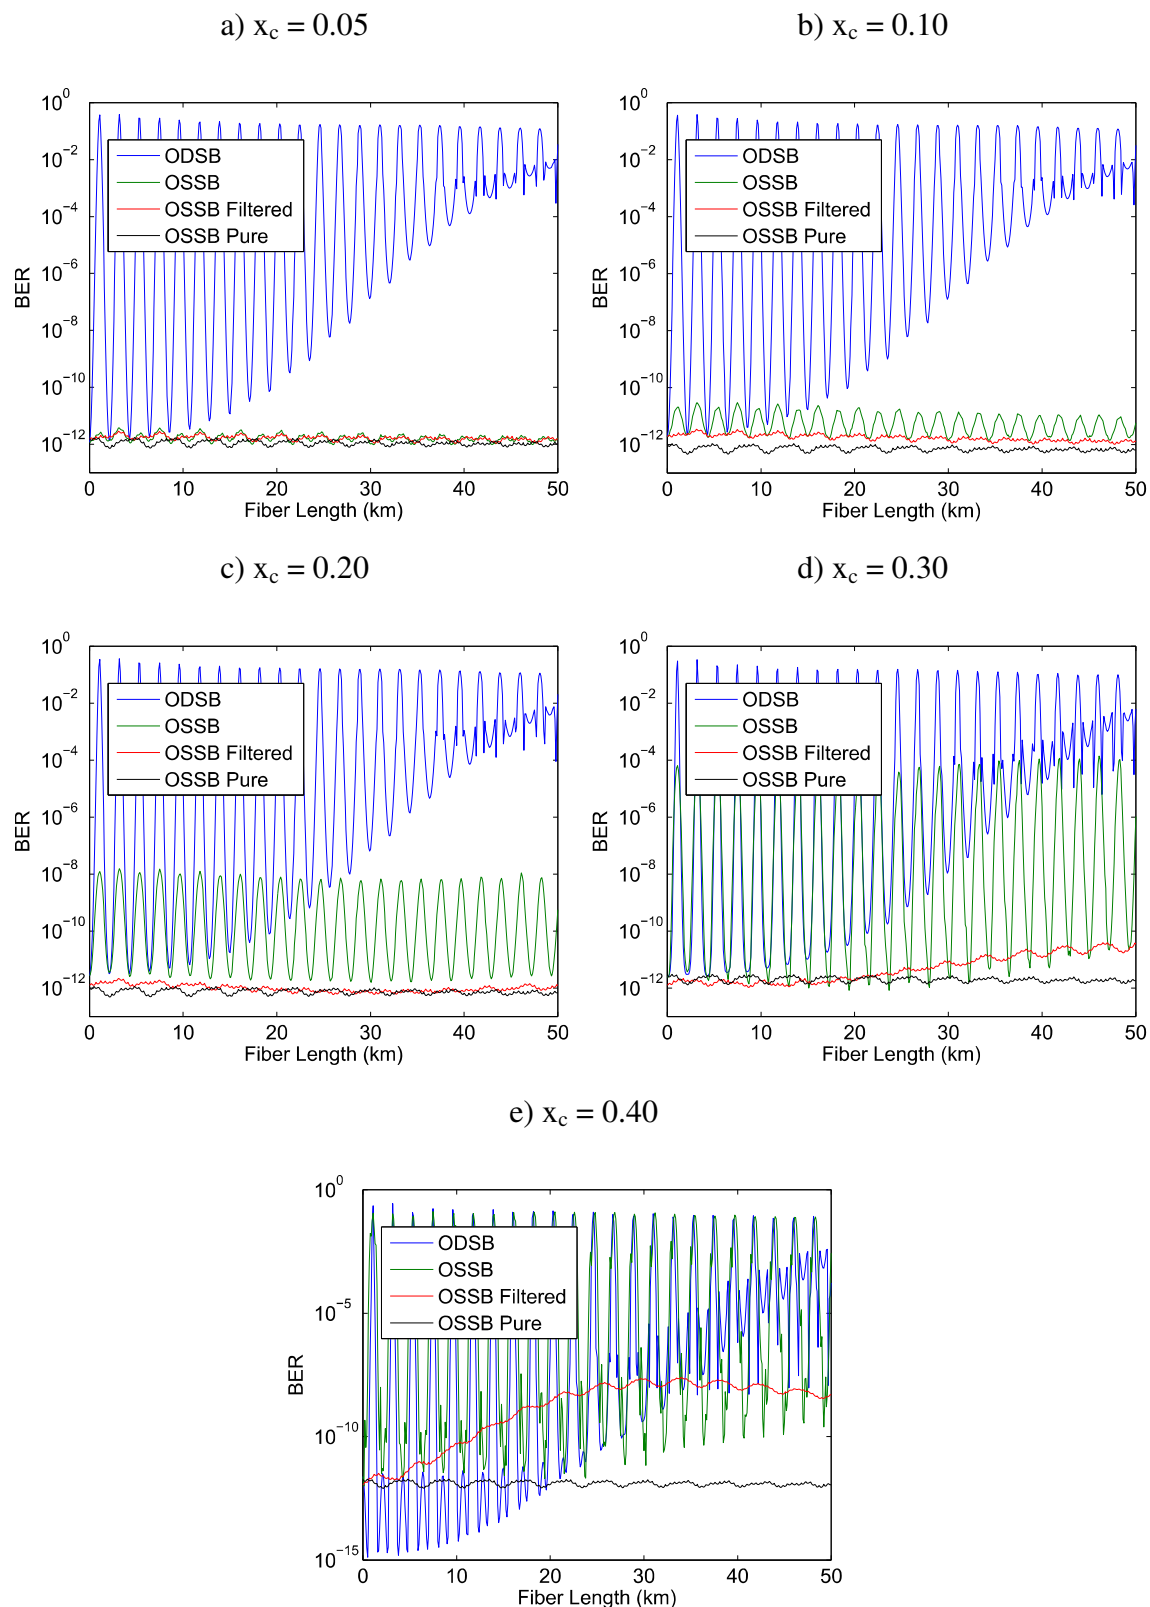 a) x_c = 0.05
b) x_c = 0.10
10^0
10^-2
10^-4
10^-6
10^-8
10^-10
10^-12
BER
ODSB
OSSB
OSSB Filtered
OSSB Pure
0 10 20 30 40 50
Fiber Length (km)
10^0
10^-2
10^-4
10^-6
10^-8
10^-10
10^-12
BER
ODSB
OSSB
OSSB Filtered
OSSB Pure
0 10 20 30 40 50
Fiber Length (km)
c) x_c = 0.20
d) x_c = 0.30
10^0
10^-2
10^-4
10^-6
10^-8
10^-10
10^-12
BER
ODSB
OSSB
OSSB Filtered
OSSB Pure
0 10 20 30 40 50
Fiber Length (km)
10^0
10^-2
10^-4
10^-6
10^-8
10^-10
10^-12
BER
ODSB
OSSB
OSSB Filtered
OSSB Pure
0 10 20 30 40 50
Fiber Length (km)
e) x_c = 0.40
10^0
10^-5
10^-10
10^-15
BER
ODSB
OSSB
OSSB Filtered
OSSB Pure
0 10 20 30 40 50
Fiber Length (km)